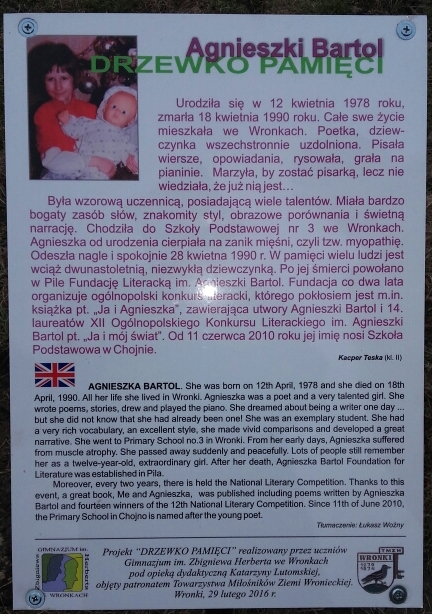 Agnieszki Bartol
DRZEWKO PAMIĘCI
Urodziła się w 12 kwietnia 1978 roku,
zmarła 18 kwietnia 1990 roku. Całe swe życie
mieszkała we Wronkach. Poetka, dziew-
czynka wszechstronnie uzdolniona. Pisała
wiersze, opowiadania, rysowała, grała na
pianinie. Marzyła, by zostać pisarką, lecz nie
wiedziała, że już nią jest…
Była wzorową uczennicą, posiadającą wiele talentów. Miała bardzo
bogaty zasób słów, znakomity styl, obrazowe porównania i świetną
narrację. Chodziła do Szkoły Podstawowej nr 3 we Wronkach.
Agnieszka od urodzenia cierpiała na zanik mięśni, czyli tzw. myopathię.
Odeszła nagle i spokojnie 28 kwietnia 1990 r. W pamięci wielu ludzi jest
wciąż dwunastoletnią, niezwykłą dziewczynką. Po jej śmierci powołano
w Pile Fundację Literacką im. Agnieszki Bartol. Fundacja co dwa lata
organizuje ogólnopolski konkurs literacki, którego pokłosiem jest m.in.
książka pt. „Ja i Agnieszka”, zawierająca utwory Agnieszki Bartol i 14.
laureatów XII Ogólnopolskiego Konkursu Literackiego im. Agnieszki
Bartol pt. „Ja i mój świat”. Od 11 czerwca 2010 roku jej imię nosi Szkoła
Podstawowa w Chojnie.
Kacper Teska (kl. II)
AGNIESZKA BARTOL. She was born on 12th April, 1978 and she died on 18th
April, 1990. All her life she lived in Wronki. Agnieszka was a poet and a very talented girl. She
wrote poems, stories, drew and played the piano. She dreamed about being a writer one day ...
but she did not know that she had already been one! She was an exemplary student. She had
a very rich vocabulary, an excellent style, she made vivid comparisons and developed a great
narrative. She went to Primary School no.3 in Wronki. From her early days, Agnieszka suffered
from muscle atrophy. She passed away suddenly and peacefully. Lots of people still remember
her as a twelve-year-old, extraordinary girl. After her death, Agnieszka Bartol Foundation for
Literature was established in Piła.
Moreover, every two years, there is held the National Literary Competition. Thanks to this
event, a great book, Me and Agnieszka, was published including poems written by Agnieszka
Bartol and fourteen winners of the 12th National Literary Competition. Since 11th of June 2010,
the Primary School in Chojno is named after the young poet.
Tłumaczenie: Łukasz Woźny
GIMNAZJUM im.
Zbigniewa
Herberta
WRONKACH
Projekt “DRZEWKO PAMIĘCI” realizowany przez uczniów
Gimnazjum im. Zbigniewa Herberta we Wronkach
pod opieką dydaktyczną Katarzyny Lutomskiej,
objęty patronatem Towarzystwa Miłośników Ziemi Wronieckiej.
Wronki, 29 lutego 2016 r.
TMZW
WRONKI
1279
1979